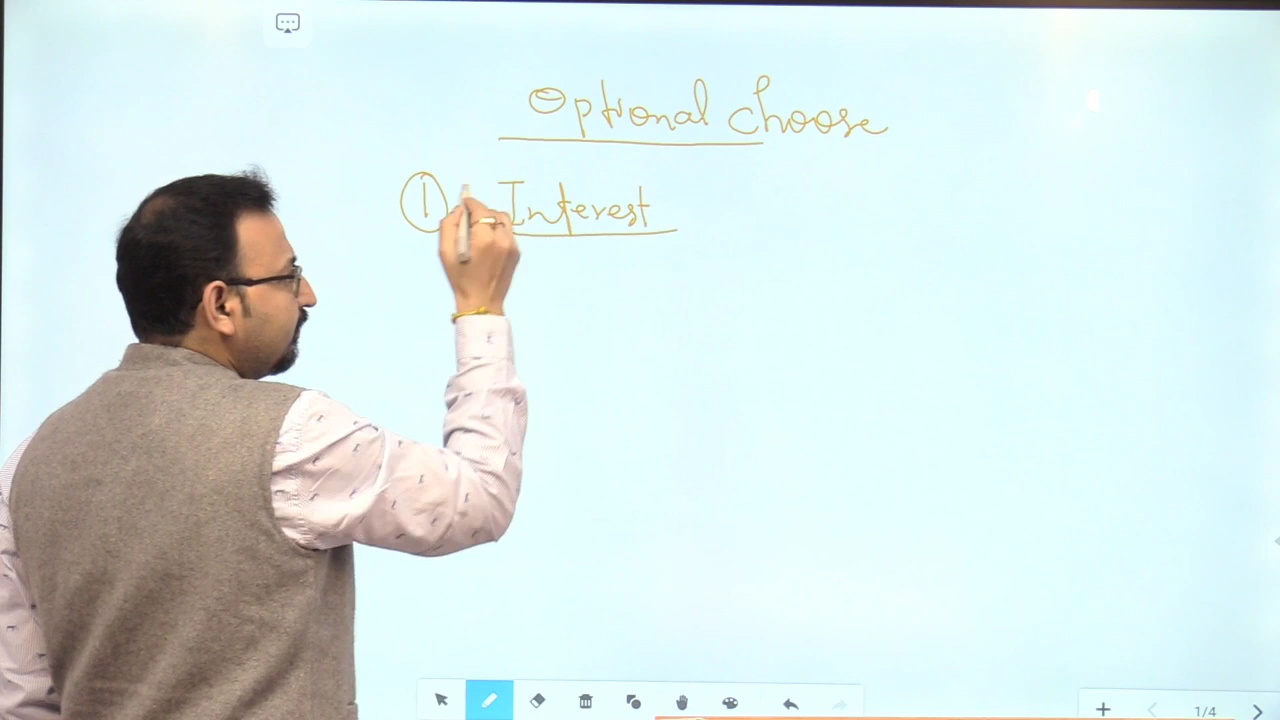 Optional choose
① Interest
1/4